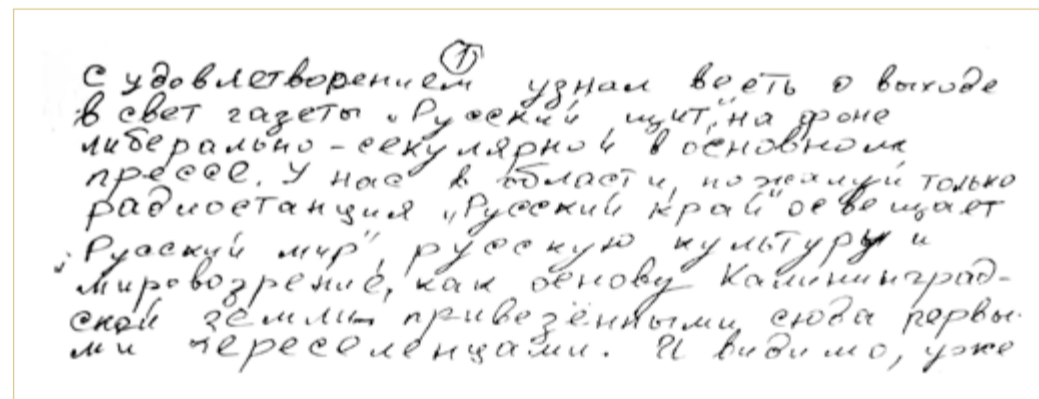 1
С удовлетворением узнал весть о выходе
в свет газеты „Русский щит", на фоне
либерально-секулярной в основном
прессе. У нас в области, пожалуй только
радиостанция „Русский край" освещает
„Русский мир", русскую культуру и
мировозрение, как основу Калининград-
ской земли привезёнными сюда первы-
ми переселенцами. И видимо, уже